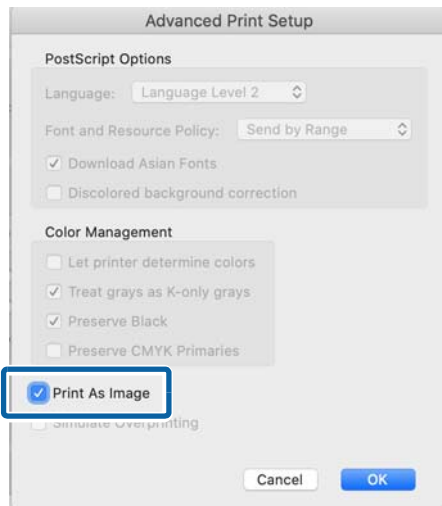 Advanced Print Setup
PostScript Options
Language: Language Level 2
Font and Resource Policy: Send by Range
Download Asian Fonts
Discolored background correction
Color Management
Let printer determine colors
Treat grays as K-only grays
Preserve Black
Preserve CMYK Primaries
Print As Image
Simulate Overprinting
Cancel OK